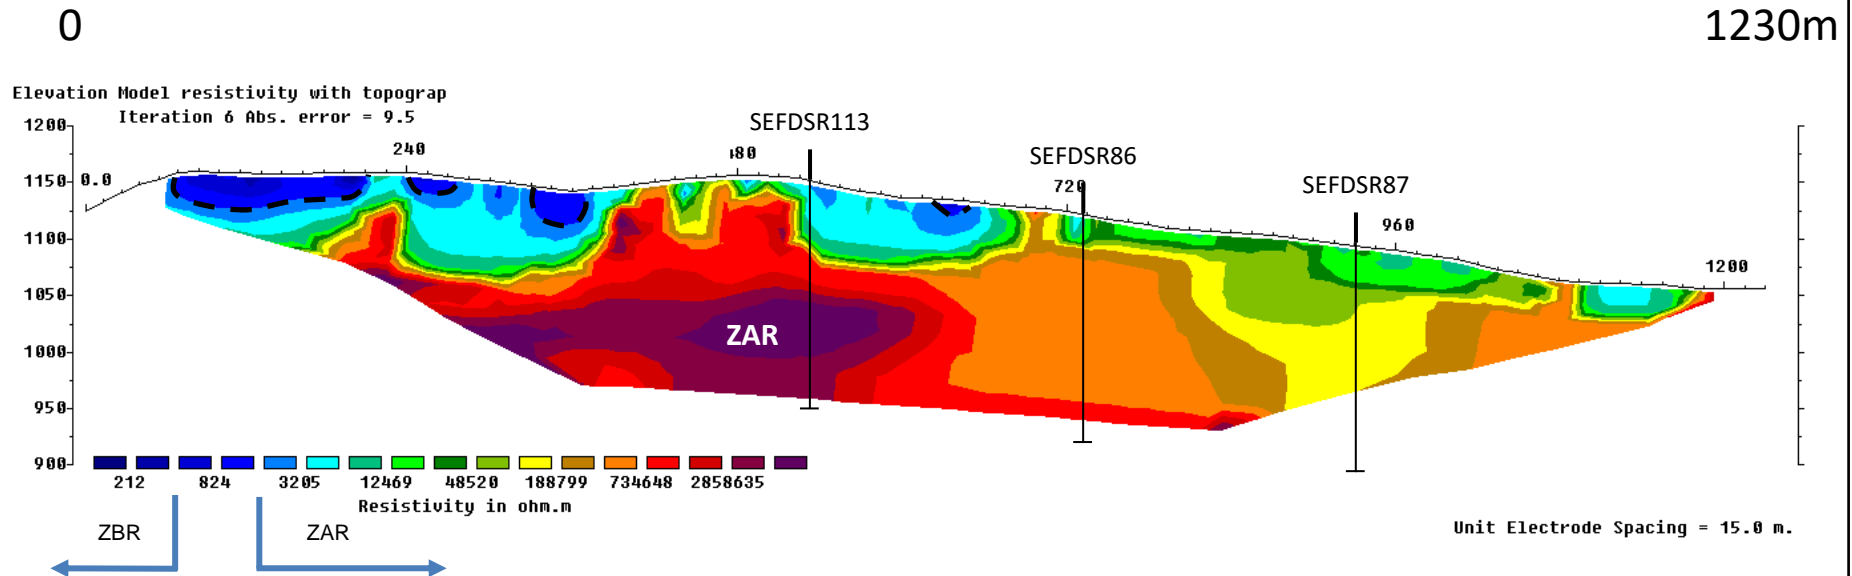 0
1230m
Elevation Model resistivity with topograp
Iteration 6 Abs. error = 9.5
SEFDSR113
SEFDSR86
SEFDSR87
1200
1150
1100
1050
1000
950
900
0.0
240
480
720
960
1200
ZAR
212 824 3205 12469 48520 188799 734648 2858635
Resistivity in ohm.m
ZBR
ZAR
Unit Electrode Spacing = 15.0 m.